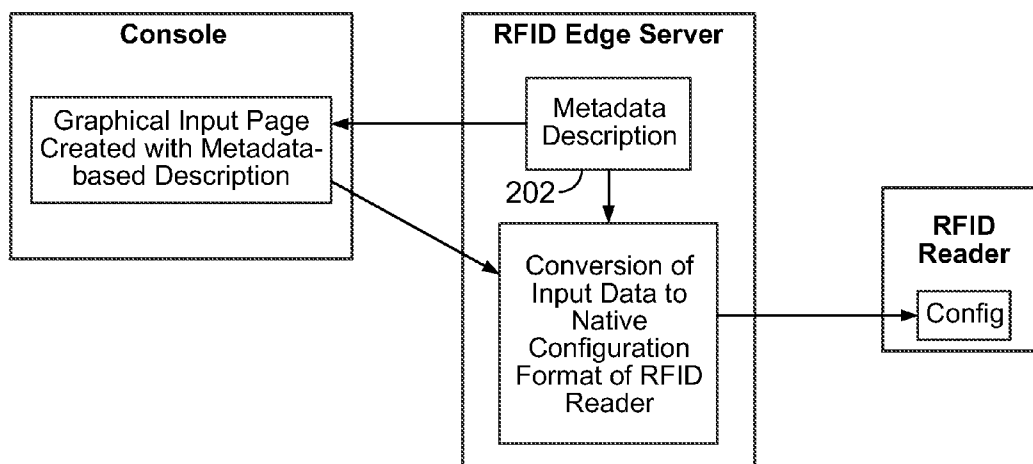 Console
Graphical Input Page
Created with Metadata-
based Description
RFID Edge Server
Metadata
Description
202
Conversion of
Input Data to
Native
Configuration
Format of RFID
Reader
RFID
Reader
Config